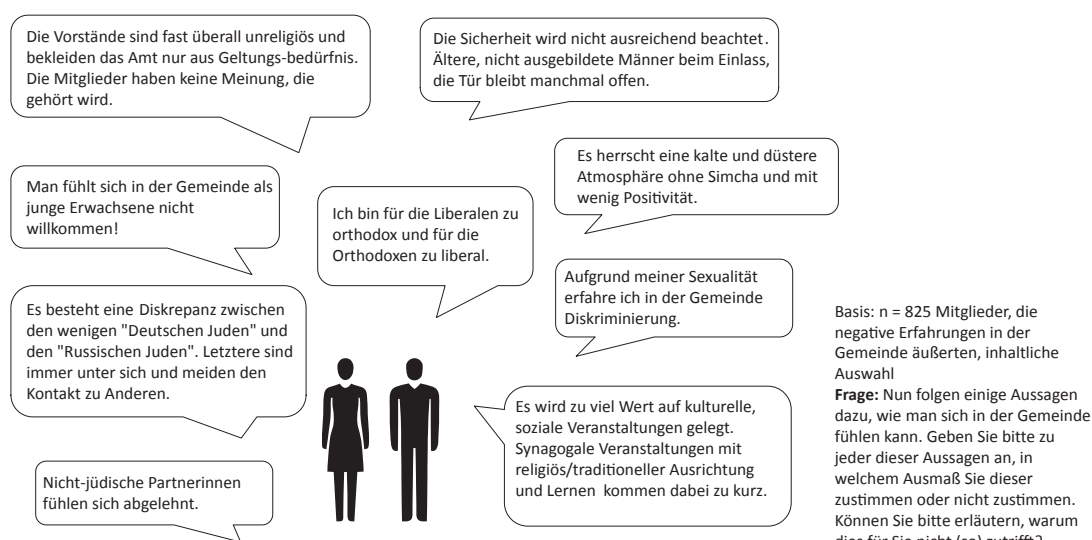 Die Vorstände sind fast überall unreligiös und
bekleiden das Amt nur aus Geltungs-bedürfnis.
Die Mitglieder haben keine Meinung, die
gehört wird.
Die Sicherheit wird nicht ausreichend beachtet.
Ältere, nicht ausgebildete Männer beim Einlass,
die Tür bleibt manchmal offen.
Es herrscht eine kalte und düstere
Atmosphäre ohne Simcha und mit
wenig Positivität.
Man fühlt sich in der Gemeinde als
junge Erwachsene nicht
willkommen!
Ich bin für die Liberalen zu
orthodox und für die
Orthodoxen zu liberal.
Aufgrund meiner Sexualität
erfahre ich in der Gemeinde
Diskriminierung.
Es besteht eine Diskrepanz zwischen
den wenigen "Deutschen Juden" und
den "Russischen Juden". Letztere sind
immer unter sich und meiden den
Kontakt zu Anderen.
Es wird zu viel Wert auf kulturelle,
soziale Veranstaltungen gelegt.
Synagogale Veranstaltungen mit
religiös/traditioneller Ausrichtung
und Lernen kommen dabei zu kurz.
Nicht-jüdische Partnerinnen
fühlen sich abgelehnt.
Basis: n = 825 Mitglieder, die
negative Erfahrungen in der
Gemeinde äußerten, inhaltliche
Auswahl
Frage: Nun folgen einige Aussagen
dazu, wie man sich in der Gemeinde
fühlen kann. Geben Sie bitte zu
jeder dieser Aussagen an, in
welchem Ausmaß Sie dieser
zustimmen oder nicht zustimmen.
Können Sie bitte erläutern, warum
dies für Sie nicht (so) zutrifft?